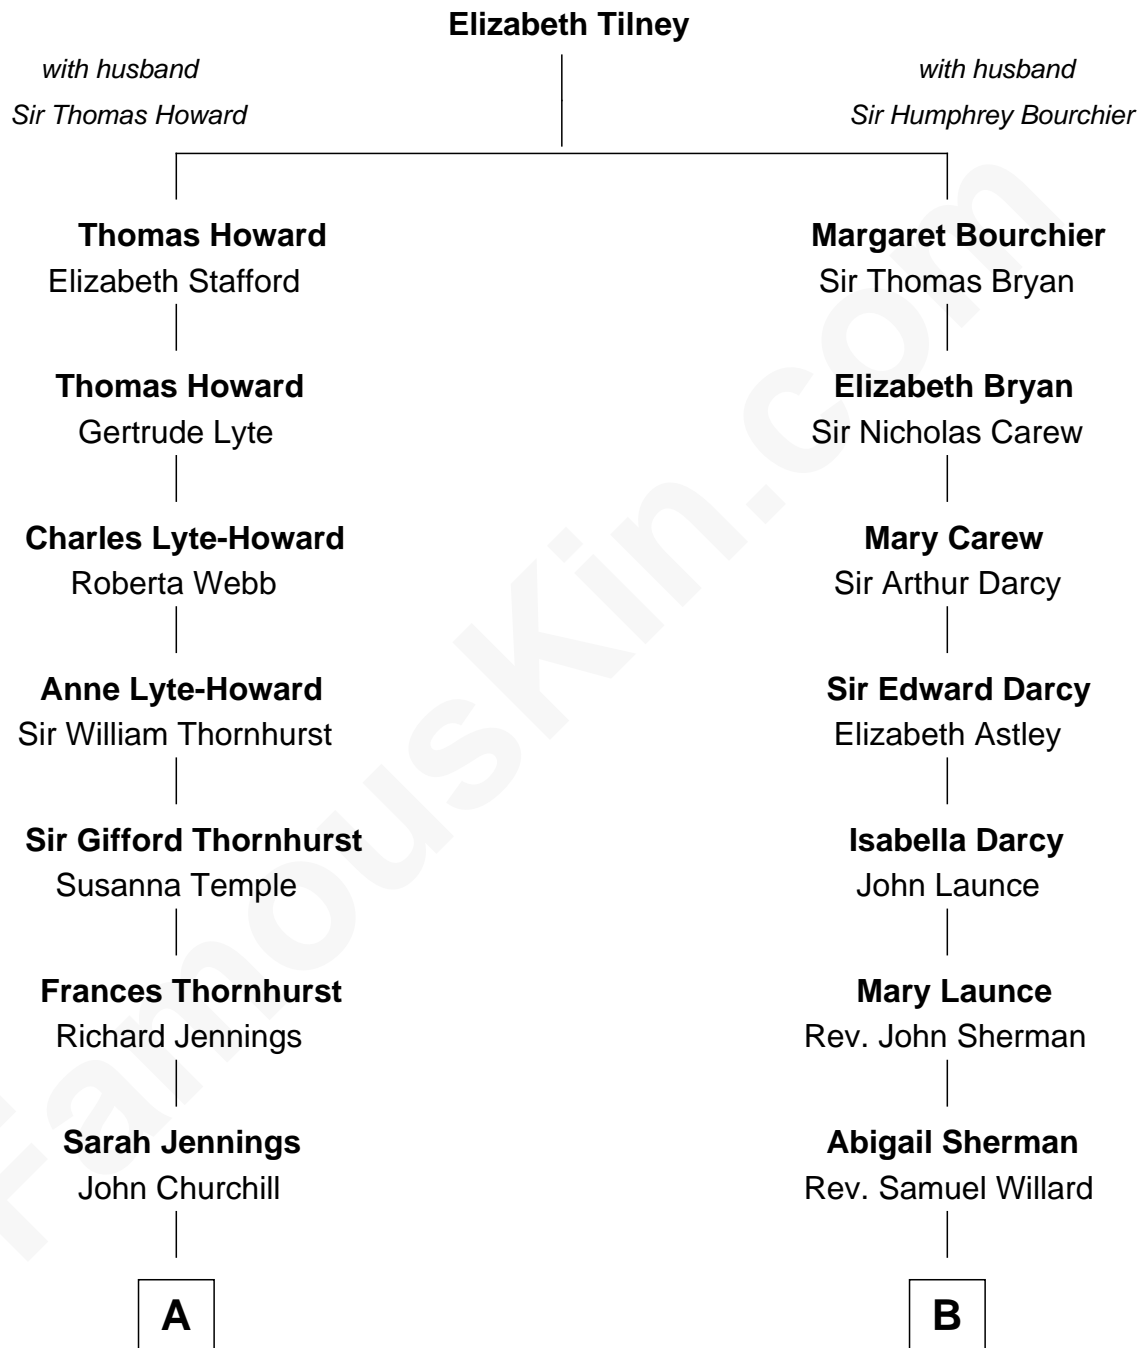 Elizabeth Tilney
with husband
Sir Thomas Howard
with husband
Sir Humphrey Bourchier
Thomas Howard
Elizabeth Stafford
Thomas Howard
Gertrude Lyte
Charles Lyte-Howard
Roberta Webb
Anne Lyte-Howard
Sir William Thornhurst
Sir Gifford Thornhurst
Susanna Temple
Frances Thornhurst
Richard Jennings
Sarah Jennings
John Churchill
A
Margaret Bourchier
Sir Thomas Bryan
Elizabeth Bryan
Sir Nicholas Carew
Mary Carew
Sir Arthur Darcy
Sir Edward Darcy
Elizabeth Astley
Isabella Darcy
John Launce
Mary Launce
Rev. John Sherman
Abigail Sherman
Rev. Samuel Willard
B
FamousKin.com